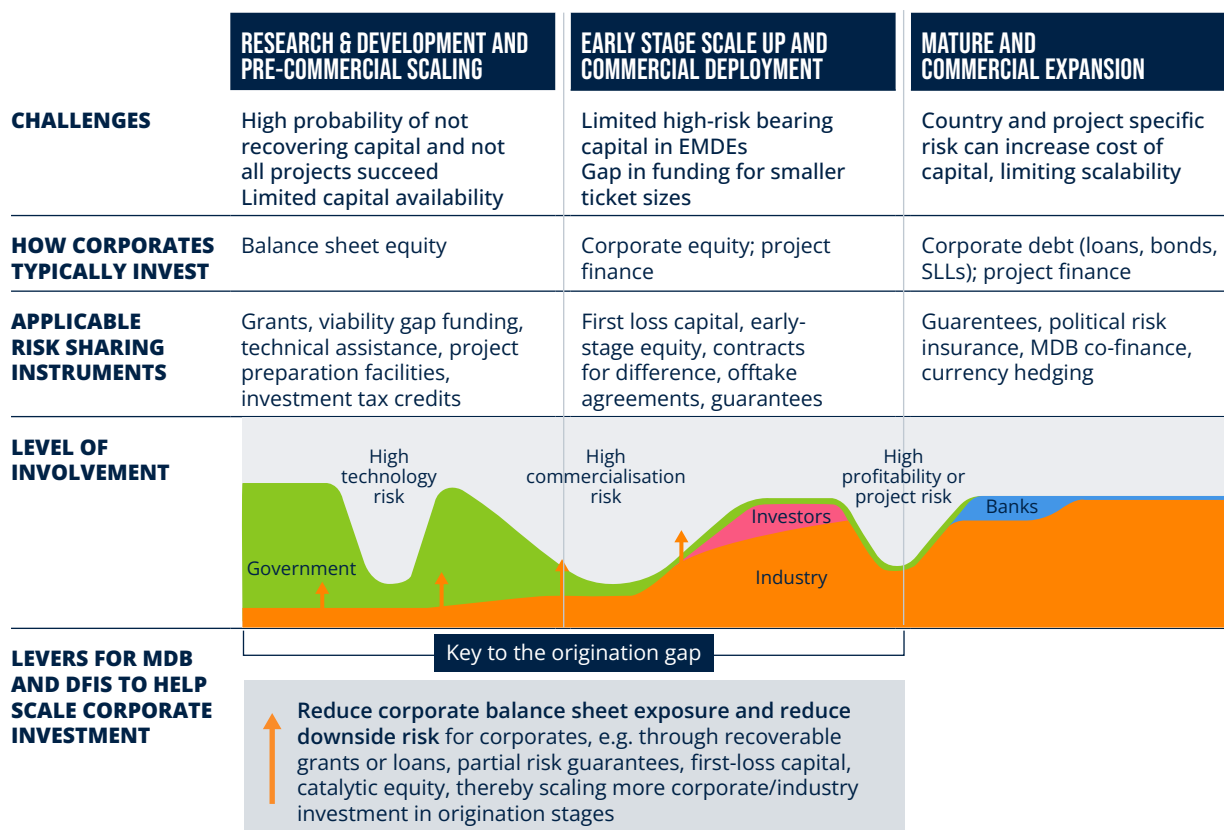 RESEARCH & DEVELOPMENT AND
PRE-COMMERCIAL SCALING
EARLY STAGE SCALE UP AND
COMMERCIAL DEPLOYMENT
MATURE AND
COMMERCIAL EXPANSION
CHALLENGES
High probability of not
recovering capital and not
all projects succeed
Limited capital availability
Limited high-risk bearing
capital in EMDEs
Gap in funding for smaller
ticket sizes
Country and project specific
risk can increase cost of
capital, limiting scalability
HOW CORPORATES
TYPICALLY INVEST
Balance sheet equity
Corporate equity; project
finance
Corporate debt (loans, bonds,
SLLs); project finance
APPLICABLE
RISK SHARING
INSTRUMENTS
Grants, viability gap funding,
technical assistance, project
preparation facilities,
investment tax credits
First loss capital, early-
stage equity, contracts
for difference, offtake
agreements, guarantees
Guarentees, political risk
insurance, MDB co-finance,
currency hedging
LEVEL OF
INVOLVEMENT
High
technology
risk
High
commercialisation
risk
High
profitability or
project risk
Government
Investors
Industry
Banks
LEVERS FOR MDB
AND DFIS TO HELP
SCALE CORPORATE
INVESTMENT
Key to the origination gap
Reduce corporate balance sheet exposure and reduce
downside risk for corporates, e.g. through recoverable
grants or loans, partial risk guarantees, first-loss capital,
catalytic equity, thereby scaling more corporate/industry
investment in origination stages